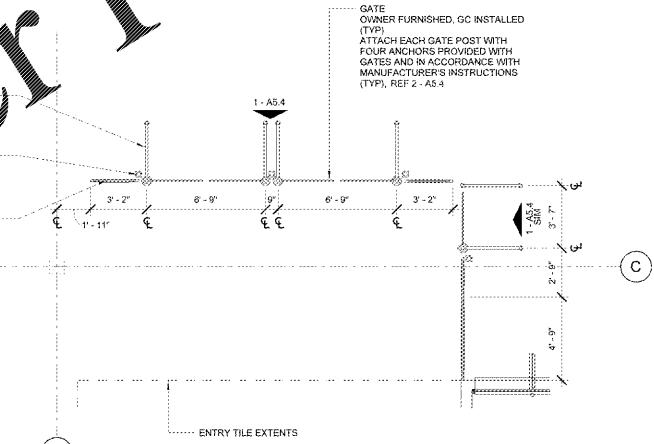 GATE
OWNER FURNISHED, GC INSTALLED
(TYP)
ATTACH EACH GATE POST WITH
FOUR ANCHORS PROVIDED WITH
GATES AND IN ACCORDANCE WITH
MANUFACTURER'S INSTRUCTIONS
(TYP), REF 2 - A5.4
1 - A5.4
3' - 2" 6' - 9" 9" 6' - 9" 3' - 2"
1' - 11"
1 - A5.4
SIM
3' - 7"
2' - 9"
4' - 9"
C
ENTRY TILE EXTENTS